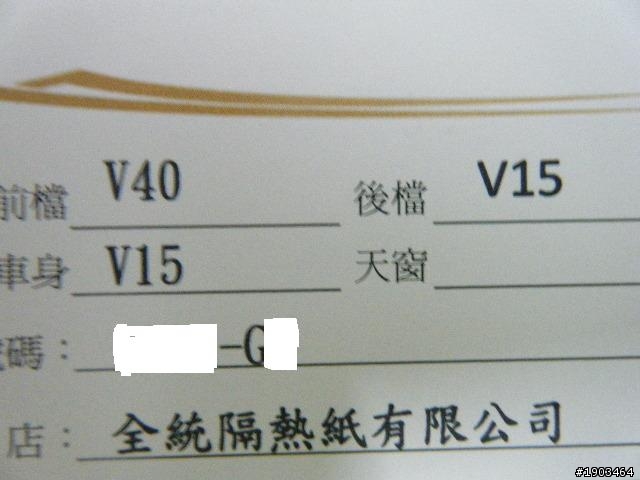 前檔 V40 後檔 V15
車身 V15 天窗
碼： -G
店： 全統隔熱紙有限公司
#1903464